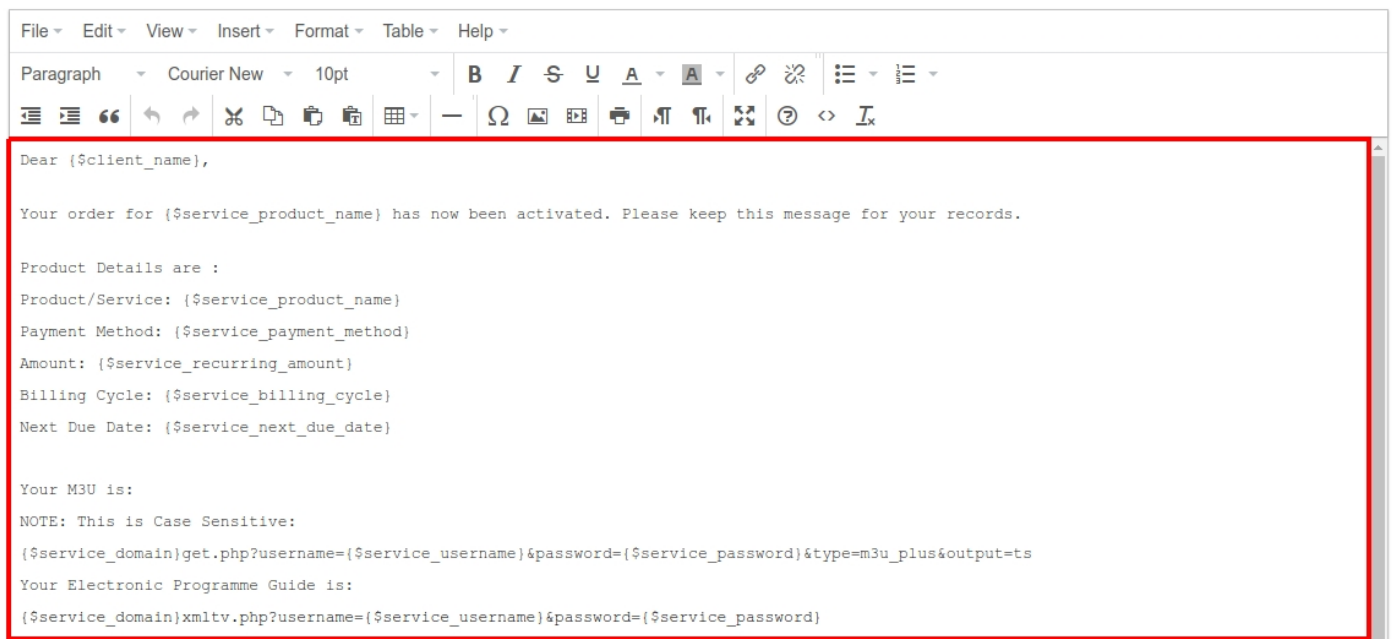 File Edit View Insert Format Table Help
Paragraph Courier New 10pt B I S U A A
Dear {$client_name},
Your order for {$service_product_name} has now been activated. Please keep this message for your records.
Product Details are :
Product/Service: {$service_product_name}
Payment Method: {$service_payment_method}
Amount: {$service_recurring_amount}
Billing Cycle: {$service_billing_cycle}
Next Due Date: {$service_next_due_date}
Your M3U is:
NOTE: This is Case Sensitive:
{$service_domain}get.php?username={$service_username}&password={$service_password}&type=m3u_plus&output=ts
Your Electronic Programme Guide is:
{$service_domain}xmltv.php?username={$service_username}&password={$service_password}